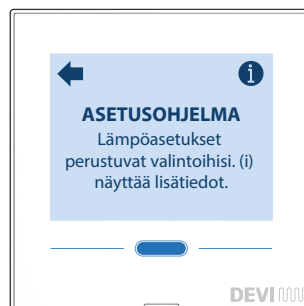 ASETUSOHJELMA
Lämpöasetukset
perustuvat valintoihisi. (i)
näyttää lisätiedot.
DEVI